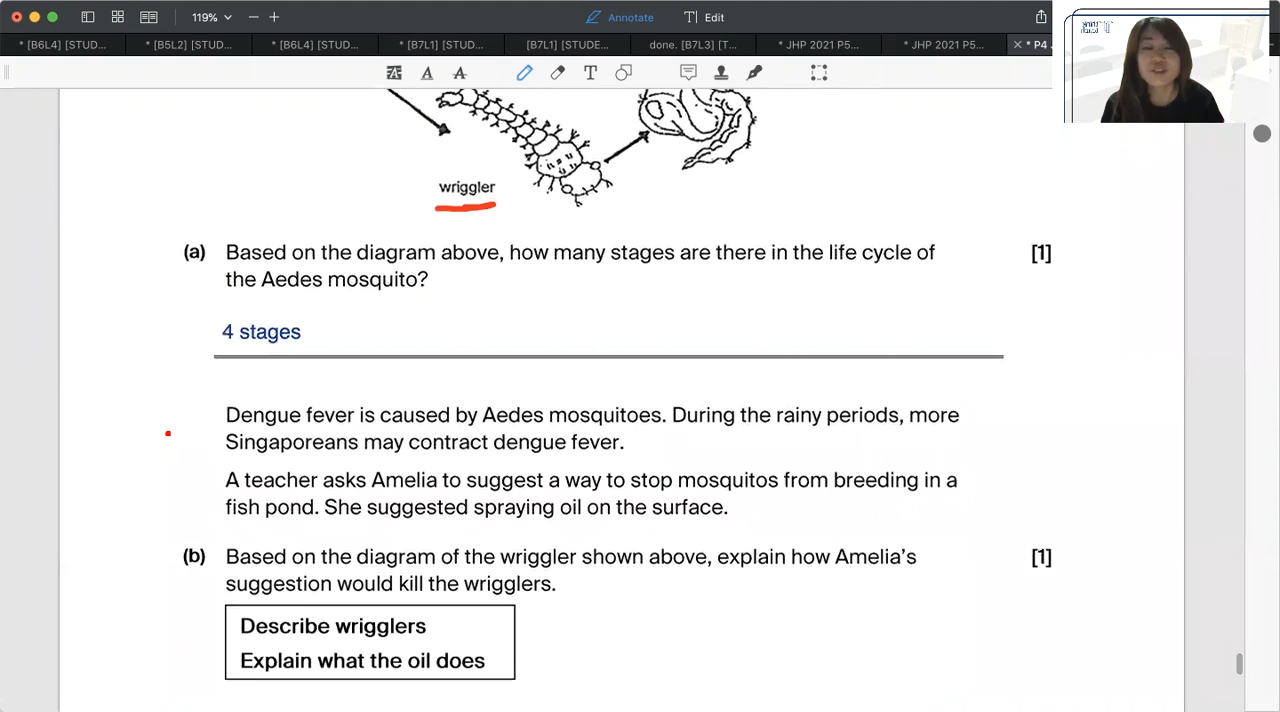 119%
Annotate
Edit
* [B6L4] [STUD...
* [B5L2] [STUD...
* [B6L4] [STUD...
* [B7L1] [STUD...
[B7L1] [STUDE...
done. [B7L3] [T...
* JHP 2021 P5...
* JHP 2021 P5...
* P4
wriggler
(a) Based on the diagram above, how many stages are there in the life cycle of [1]
the Aedes mosquito?
4 stages
Dengue fever is caused by Aedes mosquitoes. During the rainy periods, more
Singaporeans may contract dengue fever.
A teacher asks Amelia to suggest a way to stop mosquitos from breeding in a
fish pond. She suggested spraying oil on the surface.
(b) Based on the diagram of the wriggler shown above, explain how Amelia's [1]
suggestion would kill the wrigglers.
Describe wrigglers
Explain what the oil does